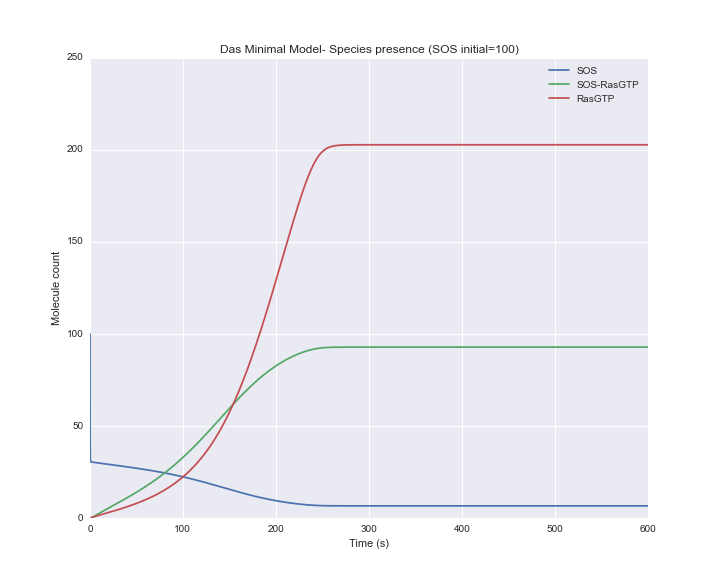 Das Minimal Model- Species presence (SOS initial=100)
SOS
SOS-RasGTP
RasGTP
250
200
150
100
50
0
Molecule count
0 100 200 300 400 500 600
Time (s)